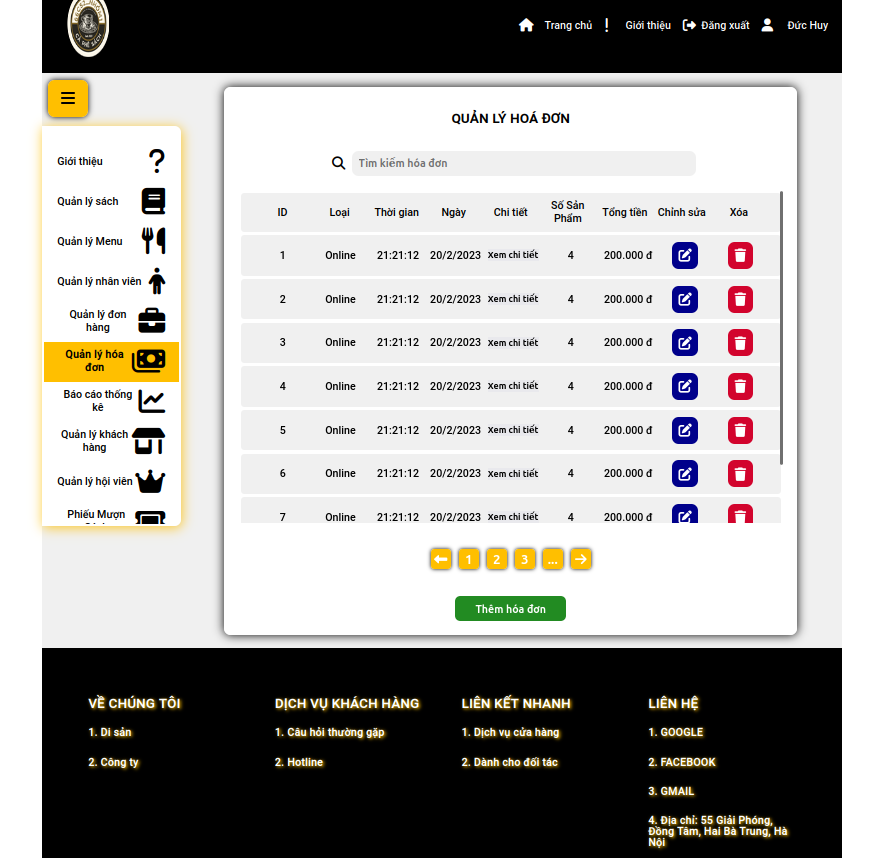 Trang chủ Giới thiệu Đăng xuất Đức Huy
QUẢN LÝ HOÁ ĐƠN
Tìm kiếm hóa đơn
Giới thiệu
Quản lý sách
Quản lý Menu
Quản lý nhân viên
Quản lý đơn
hàng
Quản lý hóa
đơn
Báo cáo thống
kê
Quản lý khách
hàng
Quản lý hội viên
Phiếu Mượn
ID Loại Thời gian Ngày Chi tiết Số Sản Phẩm Tổng tiền Chỉnh sửa Xóa
1 Online 21:21:12 20/2/2023 Xem chi tiết 4 200.000 đ
2 Online 21:21:12 20/2/2023 Xem chi tiết 4 200.000 đ
3 Online 21:21:12 20/2/2023 Xem chi tiết 4 200.000 đ
4 Online 21:21:12 20/2/2023 Xem chi tiết 4 200.000 đ
5 Online 21:21:12 20/2/2023 Xem chi tiết 4 200.000 đ
6 Online 21:21:12 20/2/2023 Xem chi tiết 4 200.000 đ
7 Online 21:21:12 20/2/2023 Xem chi tiết 4 200.000 đ
1 2 3 ...
Thêm hóa đơn
VỀ CHÚNG TÔI
1. Di sản
2. Công ty
DỊCH VỤ KHÁCH HÀNG
1. Câu hỏi thường gặp
2. Hotline
LIÊN KẾT NHANH
1. Dịch vụ cửa hàng
2. Dành cho đối tác
LIÊN HỆ
1. GOOGLE
2. FACEBOOK
3. GMAIL
4. Địa chỉ: 55 Giải Phóng,
Đồng Tâm, Hai Bà Trưng, Hà
Nội